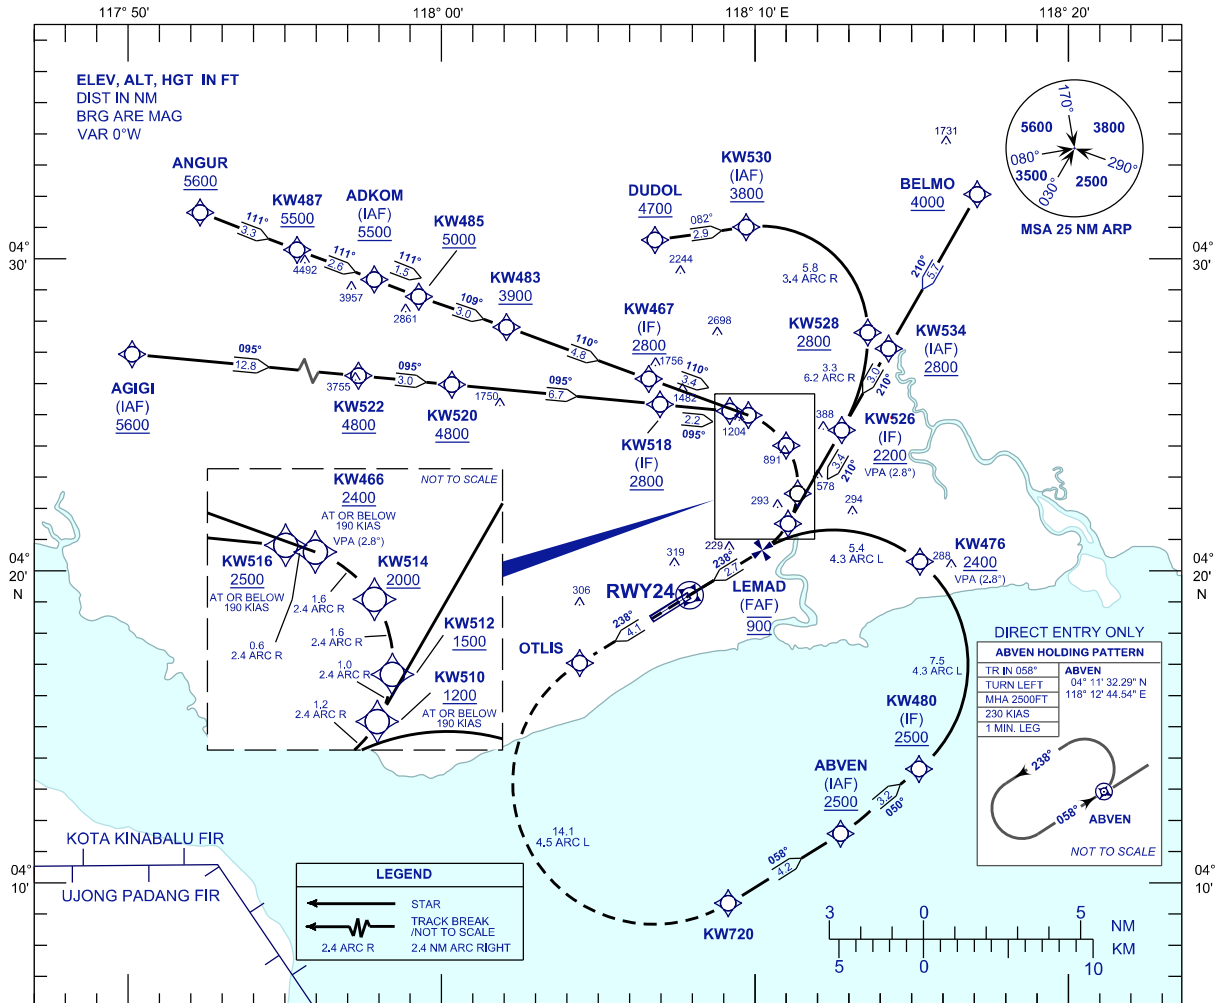 117° 50'
118° 00'
118° 10' E
118° 20'
ELEV, ALT, HGT IN FT
DIST IN NM
BRG ARE MAG
VAR 0°W
170°
5600
3800
080°
290°
3500
030°
2500
MSA 25 NM ARP
1731
ANGUR
5600
KW487
5500
ADKOM
(IAF)
5500
KW485
5000
KW483
3900
DUDOL
4700
KW530
(IAF)
3800
BELMO
4000
111°
3.3
111°
2.6
111°
1.5
109°
3.0
110°
4.8
110°
3.4
082°
2.9
210°
5.7
4492
3957
2861
2244
2698
04°
30'
04°
30'
5.8
3.4 ARC R
KW467
(IF)
2800
KW528
2800
KW534
(IAF)
2800
1756
1482
3.3
6.2 ARC R
3.0
210°
095°
12.8
095°
3.0
095°
6.7
2.2
095°
AGIGI
(IAF)
5600
3755
KW522
4800
KW520
4800
1750
KW518
(IF)
2800
1204
388
891
578
293
294
KW526
(IF)
2200
VPA (2.8°)
3.4
210°
KW466
2400
AT OR BELOW
190 KIAS
VPA (2.8°)
NOT TO SCALE
KW516
2500
AT OR BELOW
190 KIAS
KW514
2000
1.6
2.4 ARC R
1.6
2.4 ARC R
0.6
2.4 ARC R
KW512
1500
1.0
2.4 ARC R
KW510
1200
AT OR BELOW
190 KIAS
1.2
2.4 ARC R
04°
20'
N
04°
20'
N
229
319
306
238°
2.7
RWY24
LEMAD
(FAF)
900
238°
4.1
OTLIS
5.4
4.3 ARC L
288
KW476
2400
VPA (2.8°)
7.5
4.3 ARC L
KW480
(IF)
2500
ABVEN
(IAF)
2500
3.2
050°
058°
4.2
KW720
14.1
4.5 ARC L
DIRECT ENTRY ONLY
ABVEN HOLDING PATTERN
TR IN 058°
TURN LEFT
MHA 2500FT
230 KIAS
1 MIN. LEG
ABVEN
04° 11' 32.29" N
118° 12' 44.54" E
238°
058°
ABVEN
NOT TO SCALE
KOTA KINABALU FIR
UJONG PADANG FIR
04°
10'
04°
10'
LEGEND
STAR
TRACK BREAK
/NOT TO SCALE
2.4 ARC R
2.4 NM ARC RIGHT
3
0
5
NM
KM
5
0
10